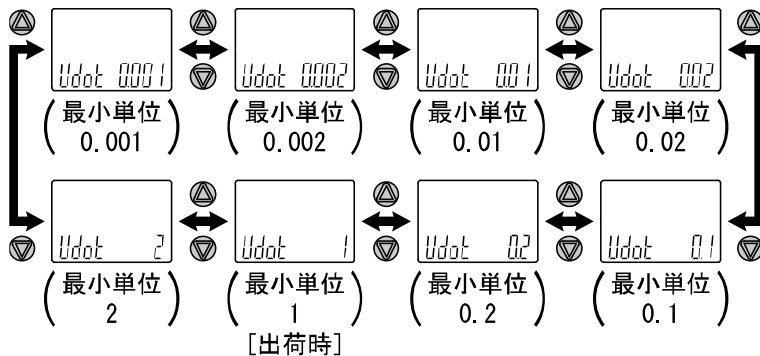 Udot 0.001
Udot 0.002
Udot 0.01
Udot 0.02
最小単位
0.001
最小単位
0.002
最小単位
0.01
最小単位
0.02
Udot 2
Udot 1
Udot 0.2
Udot 0.1
最小単位
2
最小単位
1
最小単位
0.2
最小単位
0.1
[出荷時]